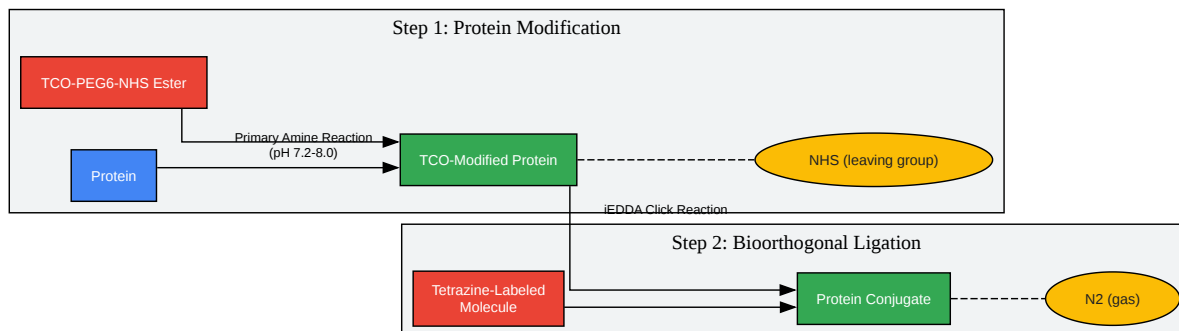 Step 1: Protein Modification
TCO-PEG6-NHS Ester
Primary Amine Reaction
(pH 7.2-8.0)
Protein
TCO-Modified Protein
NHS (leaving group)
iEDDA Click Reaction
Step 2: Bioorthogonal Ligation
Tetrazine-Labeled
Molecule
Protein Conjugate
N2 (gas)